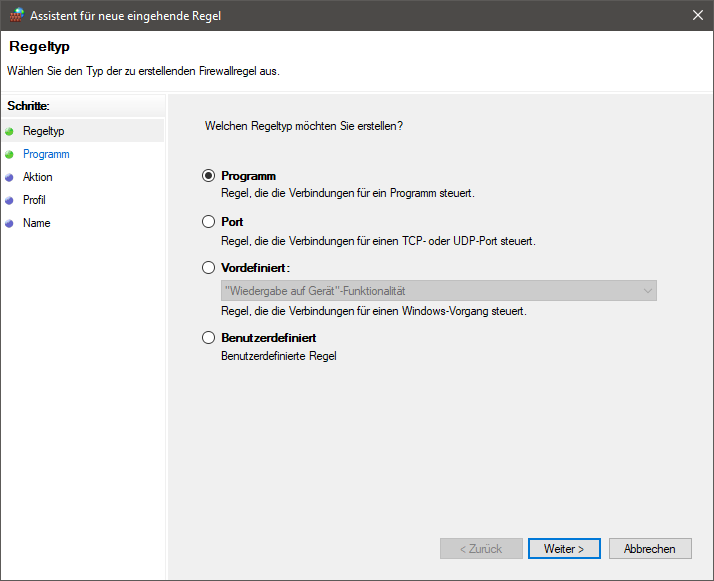 Assistent für neue eingehende Regel
Regeltyp
Wählen Sie den Typ der zu erstellenden Firewallregel aus.
Schritte:
Regeltyp
Programm
Aktion
Profil
Name
Welchen Regeltyp möchten Sie erstellen?
Programm
Regel, die die Verbindungen für ein Programm steuert.
Port
Regel, die die Verbindungen für einen TCP- oder UDP-Port steuert.
Vordefiniert:
"Wiedergabe auf Gerät"-Funktionalität
Regel, die die Verbindungen für einen Windows-Vorgang steuert.
Benutzerdefiniert
Benutzerdefinierte Regel
< Zurück
Weiter >
Abbrechen